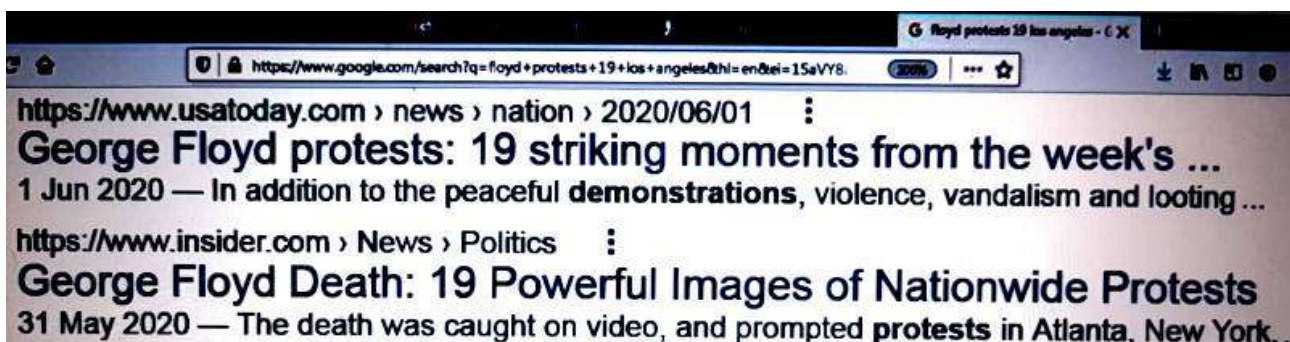 G floyd protests 19 los angeles - G X
https://www.google.com/search?q=floyd+protests+19+los+angeles&hl=en&ei=15aVY8. 200% ...
https://www.usatoday.com › news › nation › 2020/06/01
George Floyd protests: 19 striking moments from the week's ...
1 Jun 2020 — In addition to the peaceful demonstrations, violence, vandalism and looting ...
https://www.insider.com › News › Politics
George Floyd Death: 19 Powerful Images of Nationwide Protests
31 May 2020 — The death was caught on video, and prompted protests in Atlanta, New York,